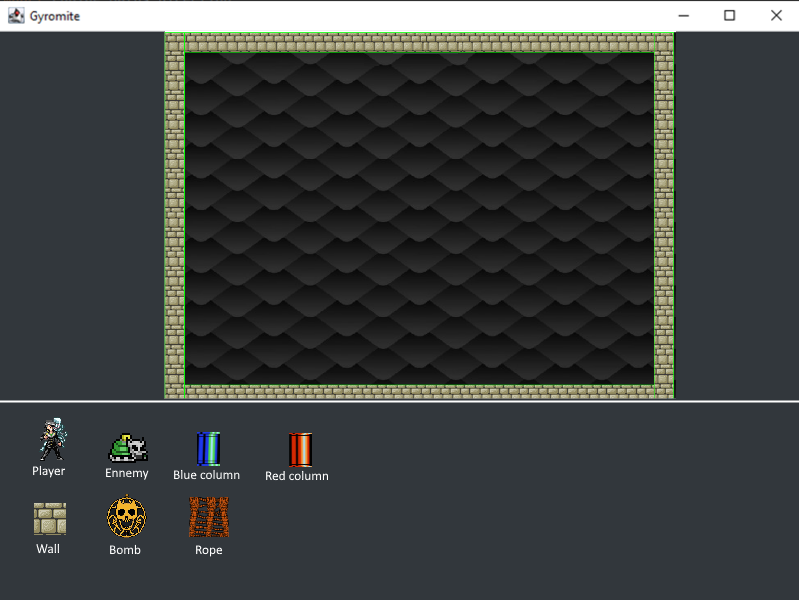 Gyromite
Player
Ennemy
Blue column
Red column
Wall
Bomb
Rope